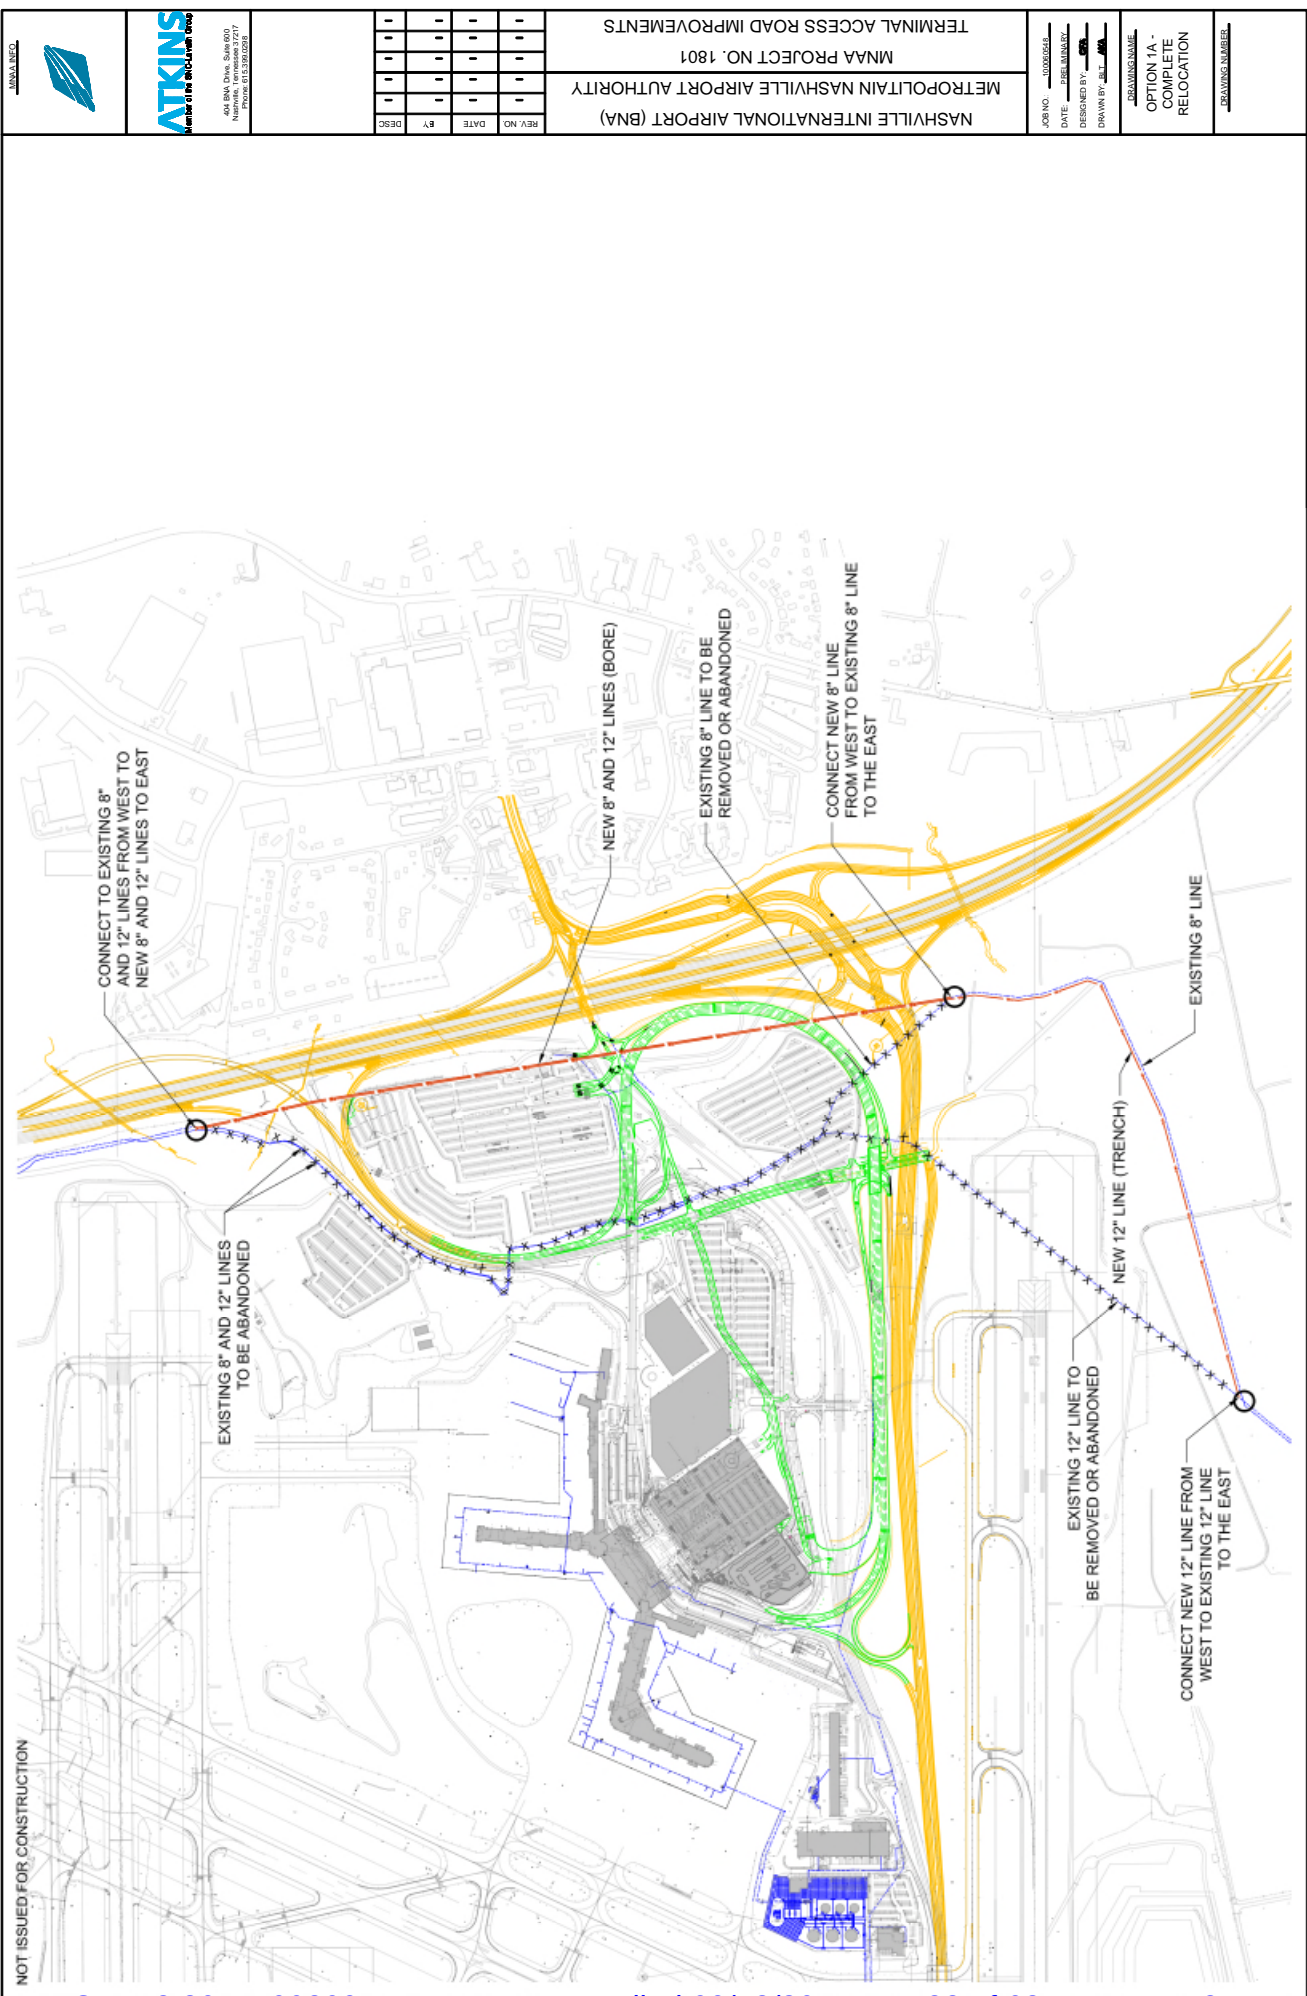 MNAA INFO
ATKINS
Member of the SNC-Lavalin Group
404 BNA Drive, Suite 600
Nashville, Tennessee 37217
Phone: 615.399.0298
REV. NO.
DATE
BY
DESC
NASHVILLE INTERNATIONAL AIRPORT (BNA)
METROPOLITAIN NASHVILLE AIRPORT AUTHORITY
MNAA PROJECT NO. 1801
TERMINAL ACCESS ROAD IMPROVEMENTS
JOB NO.: 100060548
DATE: PRELIMINARY
DESIGNED BY:
DRAWN BY: BLT
DRAWING NAME
OPTION 1A -
COMPLETE
RELOCATION
DRAWING NUMBER
NOT ISSUED FOR CONSTRUCTION
CONNECT TO EXISTING 8"
AND 12" LINES FROM WEST TO
NEW 8" AND 12" LINES TO EAST
EXISTING 8" AND 12" LINES
TO BE ABANDONED
NEW 8" AND 12" LINES (BORE)
EXISTING 8" LINE TO BE
REMOVED OR ABANDONED
CONNECT NEW 8" LINE
FROM WEST TO EXISTING 8" LINE
TO THE EAST
EXISTING 8" LINE
NEW 12" LINE (TRENCH)
EXISTING 12" LINE TO
BE REMOVED OR ABANDONED
CONNECT NEW 12" LINE FROM
WEST TO EXISTING 12" LINE
TO THE EAST